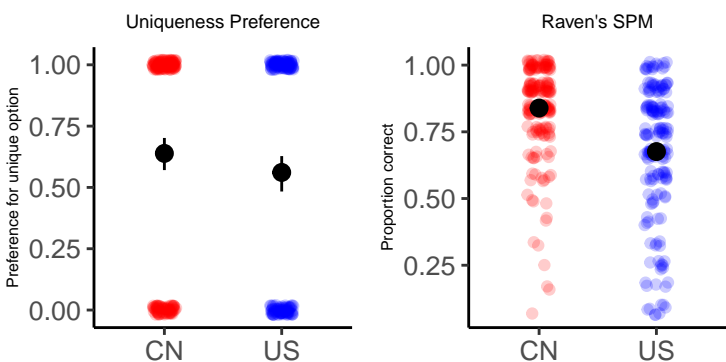 Uniqueness Preference
Preference for unique option
1.00
0.75
0.50
0.25
0.00
CN US
Raven's SPM
Proportion correct
1.00
0.75
0.50
0.25
CN US